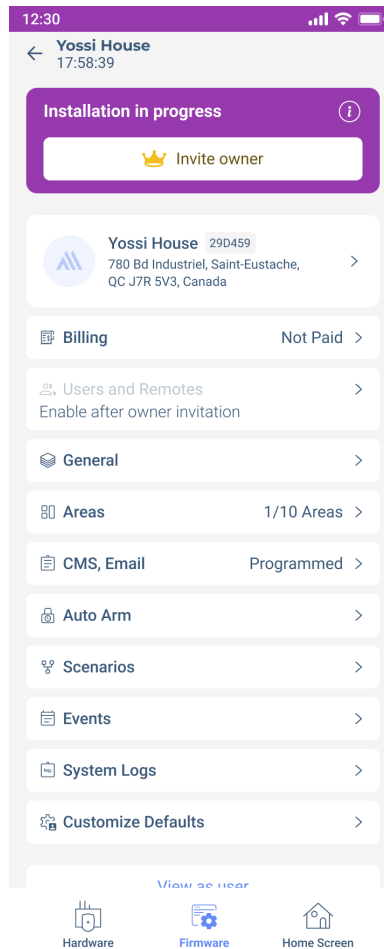 12:30
Yossi House
17:58:39
Installation in progress
Invite owner
Yossi House 29D459
780 Bd Industriel, Saint-Eustache,
QC J7R 5V3, Canada
Billing Not Paid
Users and Remotes
Enable after owner invitation
General
Areas 1/10 Areas
CMS, Email Programmed
Auto Arm
Scenarios
Events
log.
System Logs
Customize Defaults
View as user
Hardware Firmware Home Screen